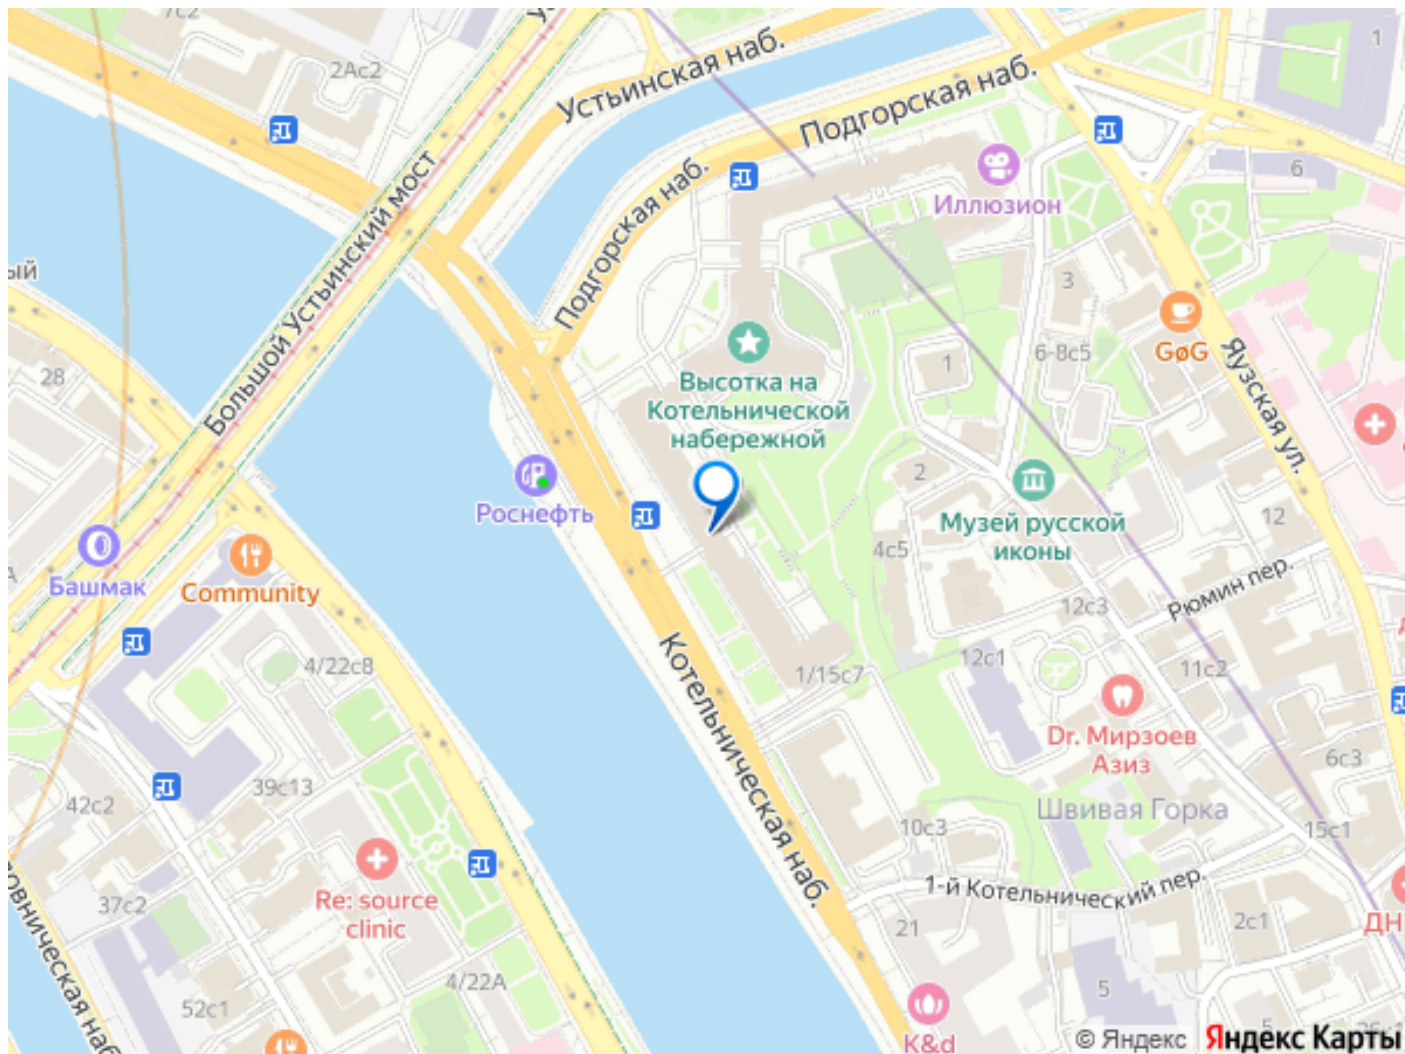 2Ас2
Устьинская наб.
Подгорская наб.
1
6
Иллюзион
Большой Устьинский мост
Подгорская наб.
ый
3
28
GøG
6-8с5
1
Яузская ул.
Высотка на
Котельнической
набережной
2
Роснефть
Музей русской
иконы
12
4с5
Башмак
Community
Рюмин пер.
12с3
4/22с8
1/15с7
12с1
11с2
Котельническая наб.
Dr. Мирзоев
Азиз
6с3
39с13
42с2
Швивая Горка
10с3
15с1
1-й Котельнический пер.
Re: source
clinic
37с2
21
2с1
ДН
4/22А
52с1
5
K&d
5
© Яндекс
Яндекс Карты